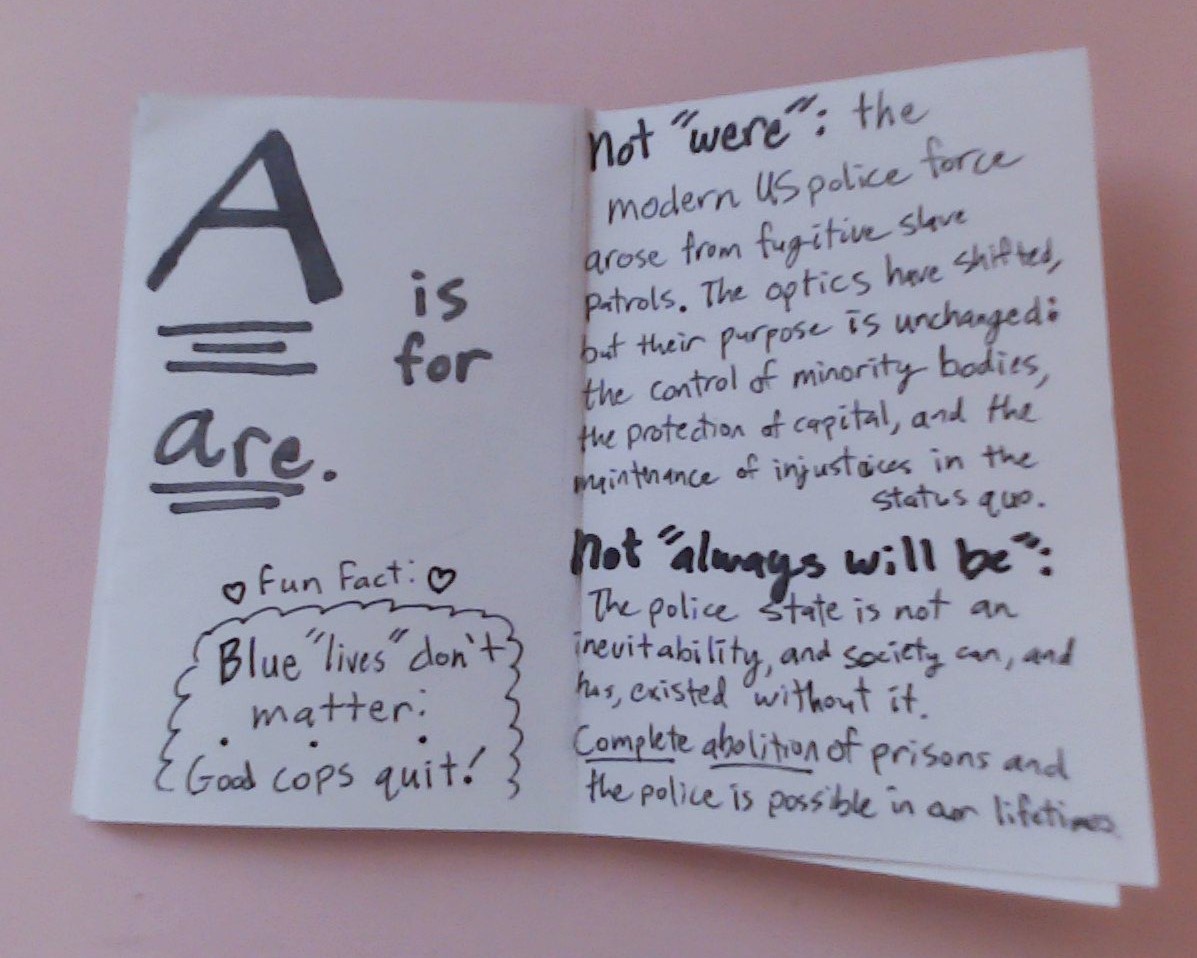 A
is
for
are.
♡ Fun Fact: ♡
Blue "lives" don't
matter:
Good cops quit!
Not "were": the
modern US police force
arose from fugitive slave
patrols. The optics have shifted,
but their purpose is unchanged:
the control of minority bodies,
the protection of capital, and the
maintenance of injustices in the
status quo.
Not "always will be":
The police state is not an
inevitability, and society can, and
has, existed without it.
Complete abolition of prisons and
the police is possible in our lifetimes